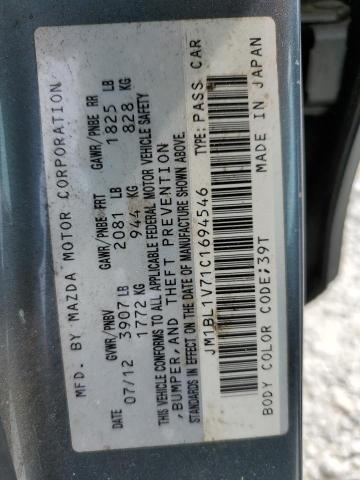 MFD. BY MAZDA MOTOR CORPORATION
GVWR/PNBV GAWR/PNBE FRT GAWR/PNBE RR
DATE 07/12 3907 LB 2081 LB 1825 LB
1772 KG 944 KG 828 KG
THIS VEHICLE CONFORMS TO ALL APPLICABLE FEDERAL MOTOR VEHICLE SAFETY
,BUMPER,AND THEFT PREVENTION
STANDARDS IN EFFECT ON THE DATE OF MANUFACTURE SHOWN ABOVE.
JM1BL1V71C1694546 TYPE:PASS CAR
MADE IN JAPAN
BODY COLOR CODE;39T